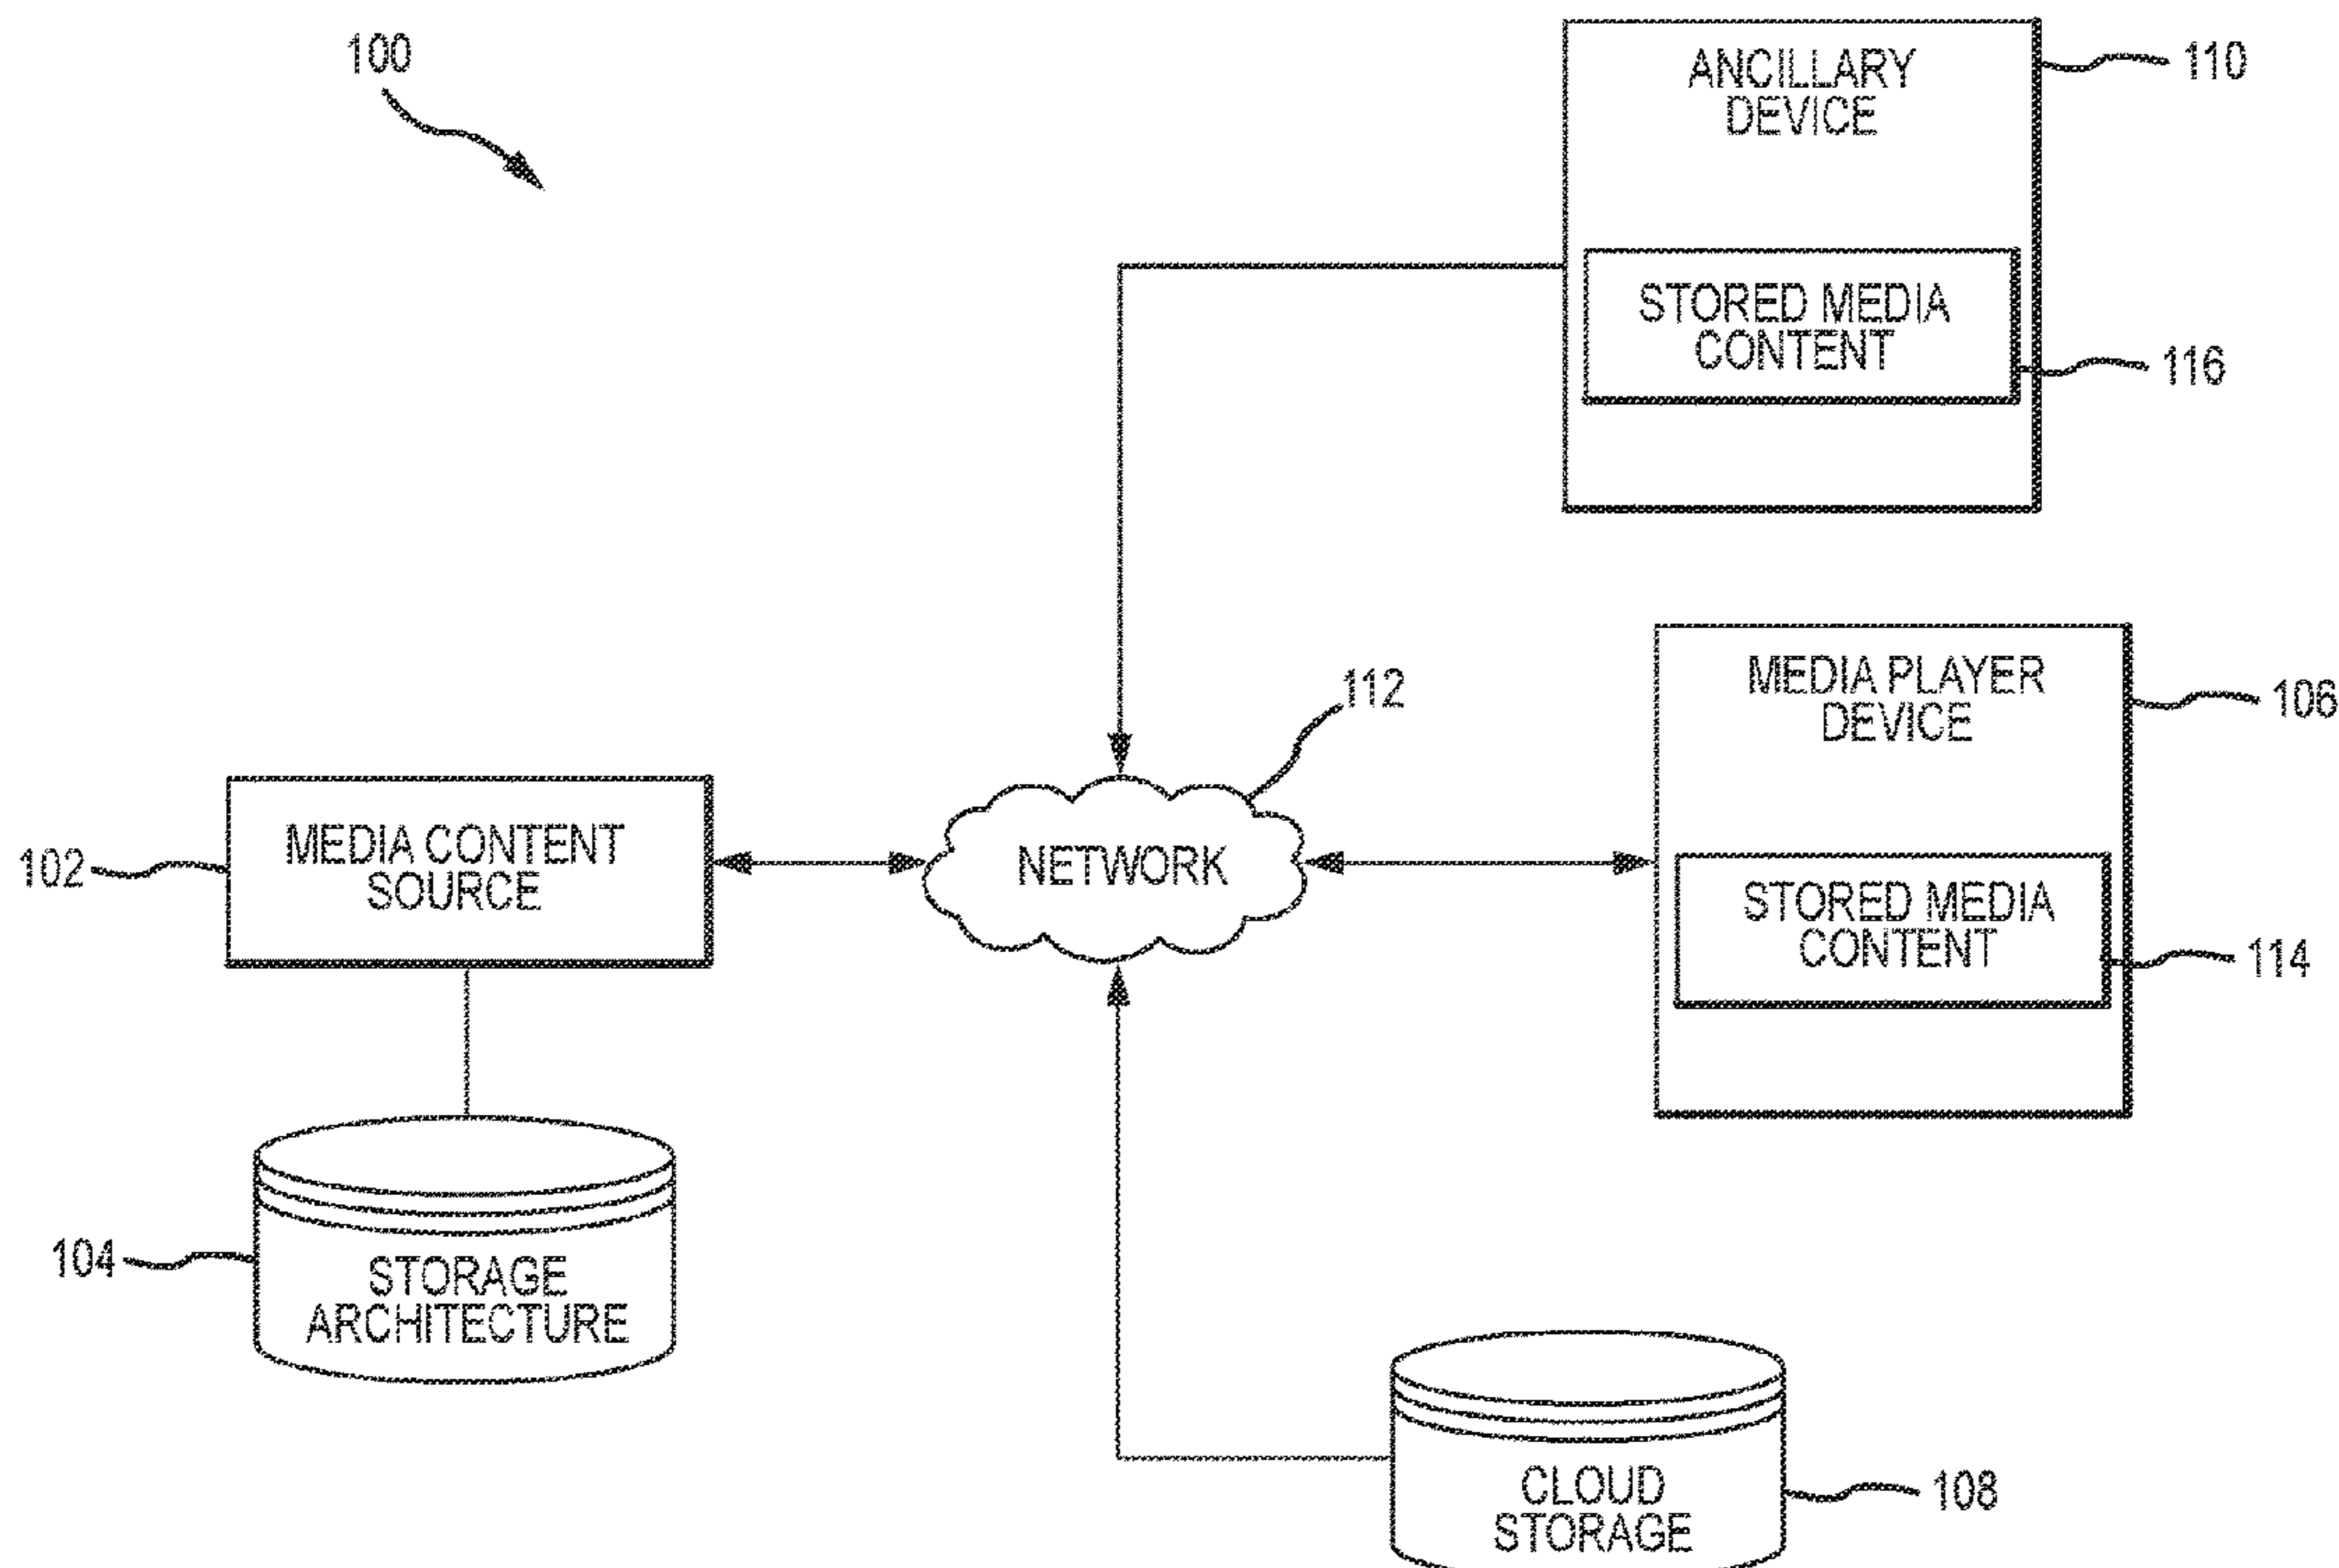 100
ANCILLARY
DEVICE
110
STORED MEDIA
CONTENT
116
112
MEDIA PLAYER
DEVICE
106
MEDIA CONTENT
SOURCE
102
NETWORK
STORED MEDIA
CONTENT
114
104
STORAGE
ARCHITECTURE
CLOUD
STORAGE
108